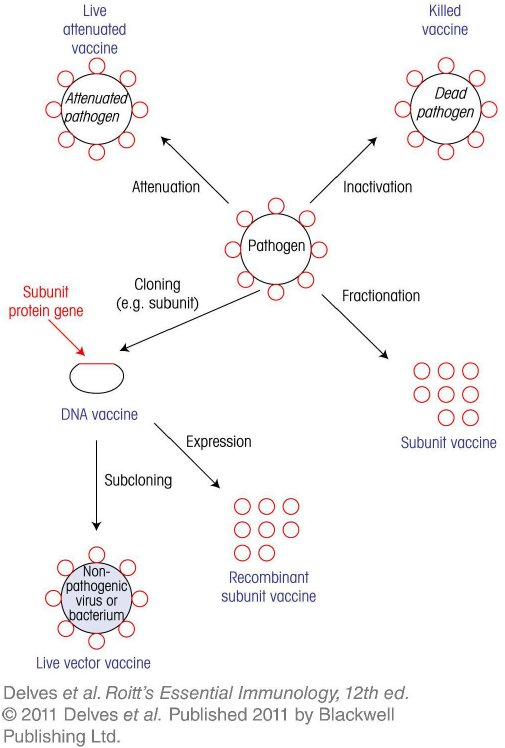 Live
attenuated
vaccine
Killed
vaccine
Attenuated
pathogen
Dead
pathogen
Attenuation
Inactivation
Pathogen
Cloning
(e.g. subunit)
Fractionation
Subunit
protein gene
DNA vaccine
Subunit vaccine
Expression
Subcloning
Non-
pathogenic
virus or
bacterium
Recombinant
subunit vaccine
Live vector vaccine
Delves et al. Roitt's Essential Immunology, 12th ed.
© 2011 Delves et al. Published 2011 by Blackwell
Publishing Ltd.